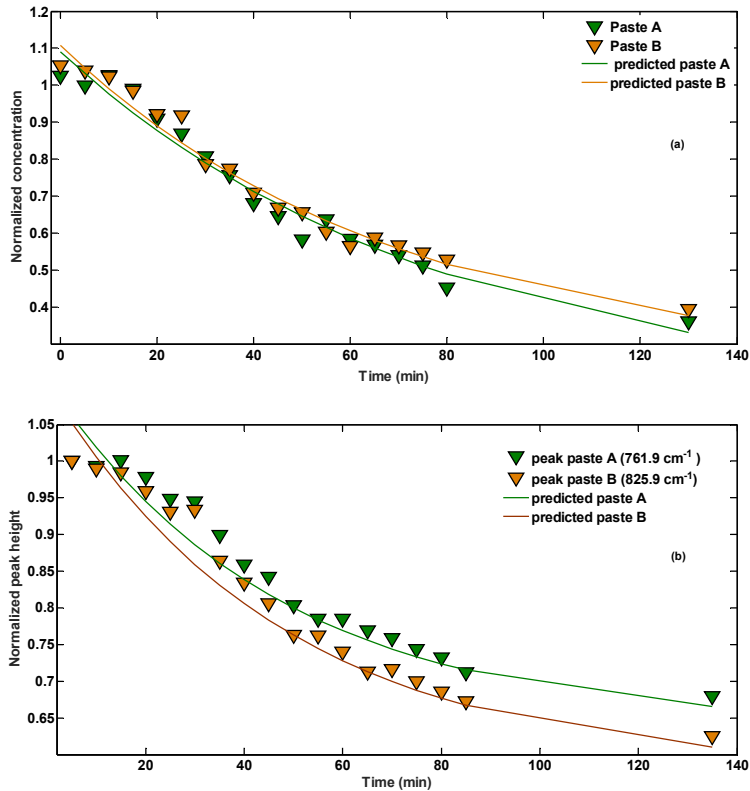 1.2
1.1
1
0.9
0.8
0.7
0.6
0.5
0.4
Normalized concentration
Paste A
Paste B
predicted paste A
predicted paste B
(a)
0 20 40 60 80 100 120 140
Time (min)
1.05
1
0.95
0.9
0.85
0.8
0.75
0.7
0.65
Normalized peak height
peak paste A (761.9 cm⁻¹ )
peak paste B (825.9 cm⁻¹)
predicted paste A
predicted paste B
(b)
20 40 60 80 100 120 140
Time (min)